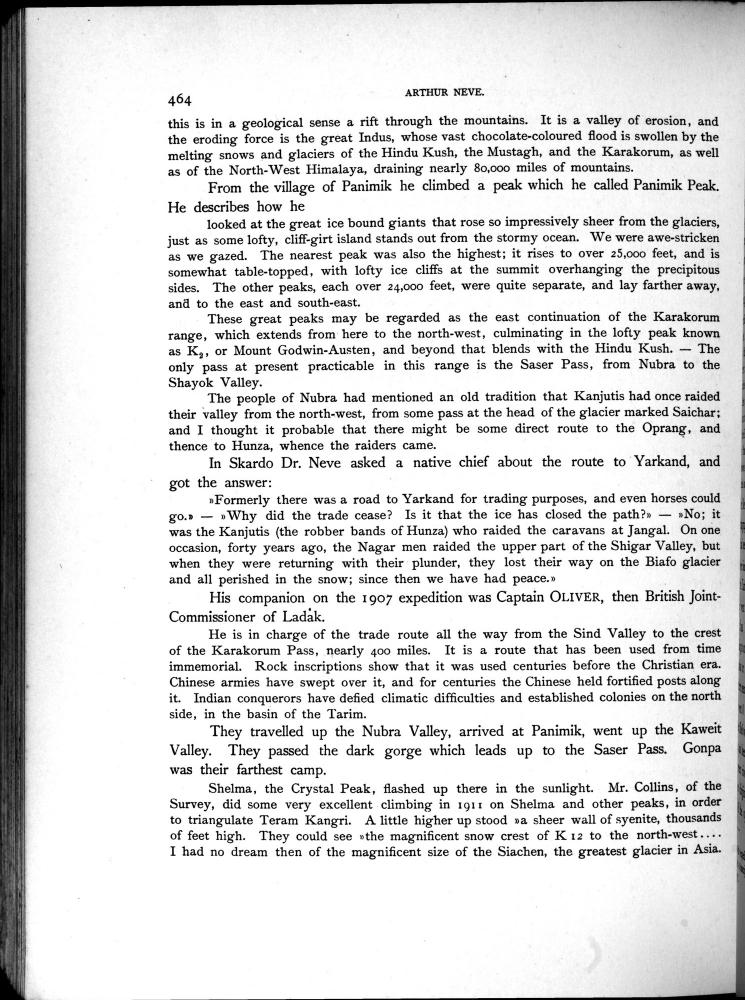 464
ARTHUR NEVE.
this is in a geological sense a rift through the mountains. It is a valley of erosion, and
the eroding force is the great Indus, whose vast chocolate-coloured flood is swollen by the
melting snows and glaciers of the Hindu Kush, the Mustagh, and the Karakorum, as well
as of the North-West Himalaya, draining nearly 80,000 miles of mountains.
From the village of Panimik he climbed a peak which he called Panimik Peak.
He describes how he
looked at the great ice bound giants that rose so impressively sheer from the glaciers,
just as some lofty, cliff-girt island stands out from the stormy ocean. We were awe-stricken
as we gazed. The nearest peak was also the highest; it rises to over 25,000 feet, and is
somewhat table-topped, with lofty ice cliffs at the summit overhanging the precipitous
sides. The other peaks, each over 24,000 feet, were quite separate, and lay farther away,
and to the east and south-east.
These great peaks may be regarded as the east continuation of the Karakorum
range, which extends from here to the north-west, culminating in the lofty peak known
as K₂, or Mount Godwin-Austen, and beyond that blends with the Hindu Kush. — The
only pass at present practicable in this range is the Saser Pass, from Nubra to the
Shayok Valley.
The people of Nubra had mentioned an old tradition that Kanjutis had once raided
their valley from the north-west, from some pass at the head of the glacier marked Saichar;
and I thought it probable that there might be some direct route to the Oprang, and
thence to Hunza, whence the raiders came.
In Skardo Dr. Neve asked a native chief about the route to Yarkand, and
got the answer:
»Formerly there was a road to Yarkand for trading purposes, and even horses could
go.» — »Why did the trade cease? Is it that the ice has closed the path?» — »No; it
was the Kanjutis (the robber bands of Hunza) who raided the caravans at Jangal. On one
occasion, forty years ago, the Nagar men raided the upper part of the Shigar Valley, but
when they were returning with their plunder, they lost their way on the Biafo glacier
and all perished in the snow; since then we have had peace.»
His companion on the 1907 expedition was Captain OLIVER, then British Joint-
Commissioner of Ladak.
He is in charge of the trade route all the way from the Sind Valley to the crest
of the Karakorum Pass, nearly 400 miles. It is a route that has been used from time
immemorial. Rock inscriptions show that it was used centuries before the Christian era.
Chinese armies have swept over it, and for centuries the Chinese held fortified posts along
it. Indian conquerors have defied climatic difficulties and established colonies on the north
side, in the basin of the Tarim.
They travelled up the Nubra Valley, arrived at Panimik, went up the Kaweit
Valley. They passed the dark gorge which leads up to the Saser Pass. Gonpa
was their farthest camp.
Shelma, the Crystal Peak, flashed up there in the sunlight. Mr. Collins, of the
Survey, did some very excellent climbing in 1911 on Shelma and other peaks, in order
to triangulate Teram Kangri. A little higher up stood »a sheer wall of syenite, thousands
of feet high. They could see »the magnificent snow crest of K 12 to the north-west....
I had no dream then of the magnificent size of the Siachen, the greatest glacier in Asia.